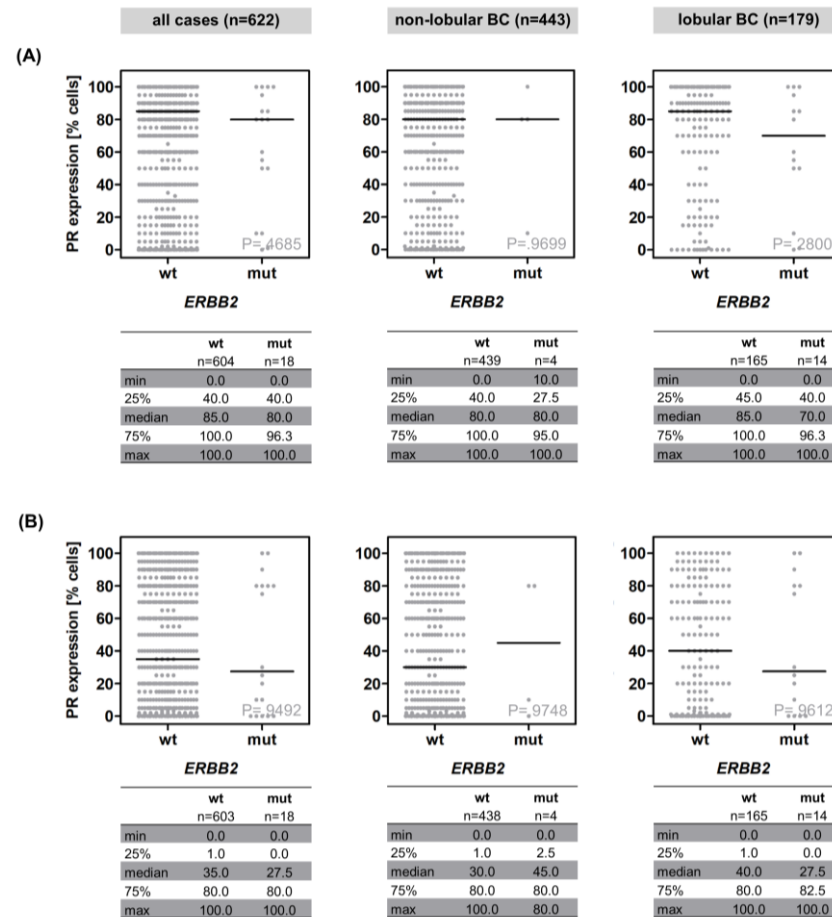 all cases (n=622) non-lobular BC (n=443) lobular BC (n=179)
(A)
PR expression [% cells]
100 100 100
80 80 80
60 60 60
40 40 40
20 20 20
0 0 0
P=.4685 P=.9699 P=.2800
wt mut wt mut wt mut
ERBB2 ERBB2 ERBB2
wt mut wt mut wt mut
n=604 n=18 n=439 n=4 n=165 n=14
min 0.0 0.0 min 0.0 10.0 min 0.0 0.0
25% 40.0 40.0 25% 40.0 27.5 25% 45.0 40.0
median 85.0 80.0 median 80.0 80.0 median 85.0 70.0
75% 100.0 96.3 75% 100.0 95.0 75% 100.0 96.3
max 100.0 100.0 max 100.0 100.0 max 100.0 100.0
(B)
PR expression [% cells]
100 100 100
80 80 80
60 60 60
40 40 40
20 20 20
0 0 0
P=.9492 P=.9748 P=.9612
wt mut wt mut wt mut
ERBB2 ERBB2 ERBB2
wt mut wt mut wt mut
n=603 n=18 n=438 n=4 n=165 n=14
min 0.0 0.0 min 0.0 0.0 min 0.0 0.0
25% 1.0 0.0 25% 1.0 2.5 25% 1.0 0.0
median 35.0 27.5 median 30.0 45.0 median 40.0 27.5
75% 80.0 80.0 75% 80.0 80.0 75% 80.0 82.5
max 100.0 100.0 max 100.0 80.0 max 100.0 100.0